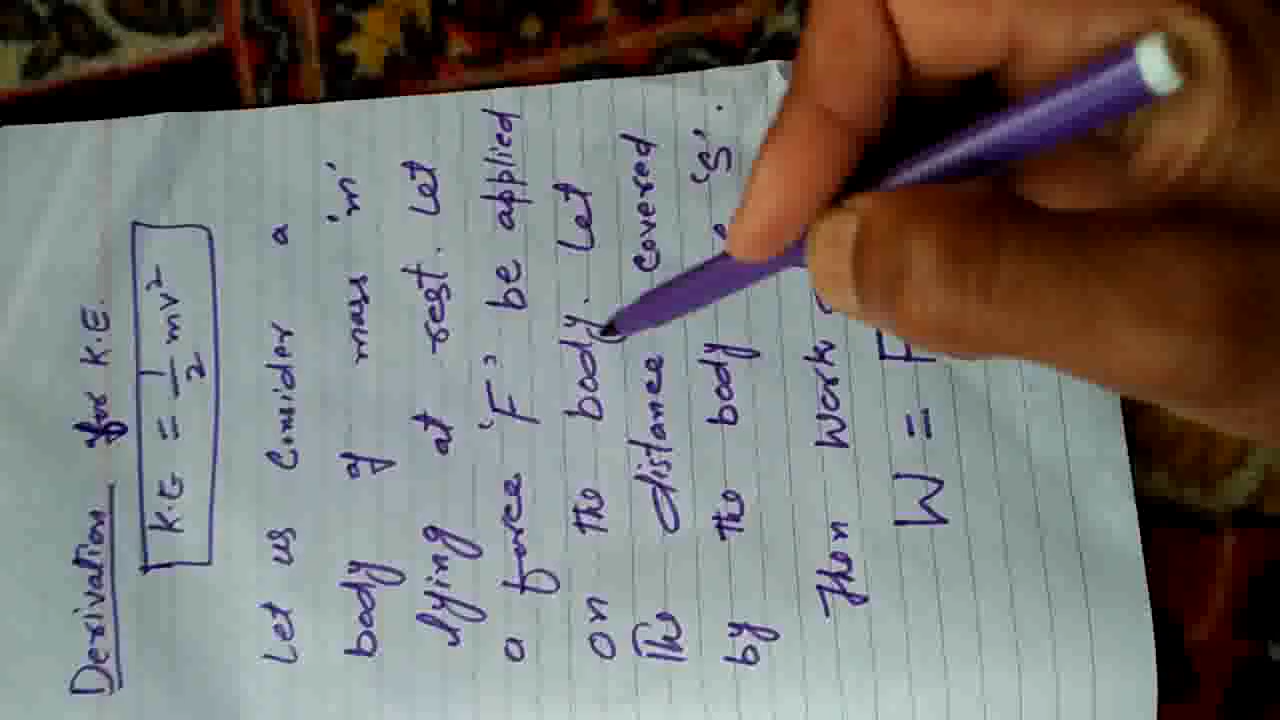 Derivation for K.E.
K.E = 1/2 mv²
Let us Consider a
body of mass 'm'
lying at rest. Let
a force 'F' be applied
on the body. Let
The distance covered
by the body 'S'.
Then Work
W = F